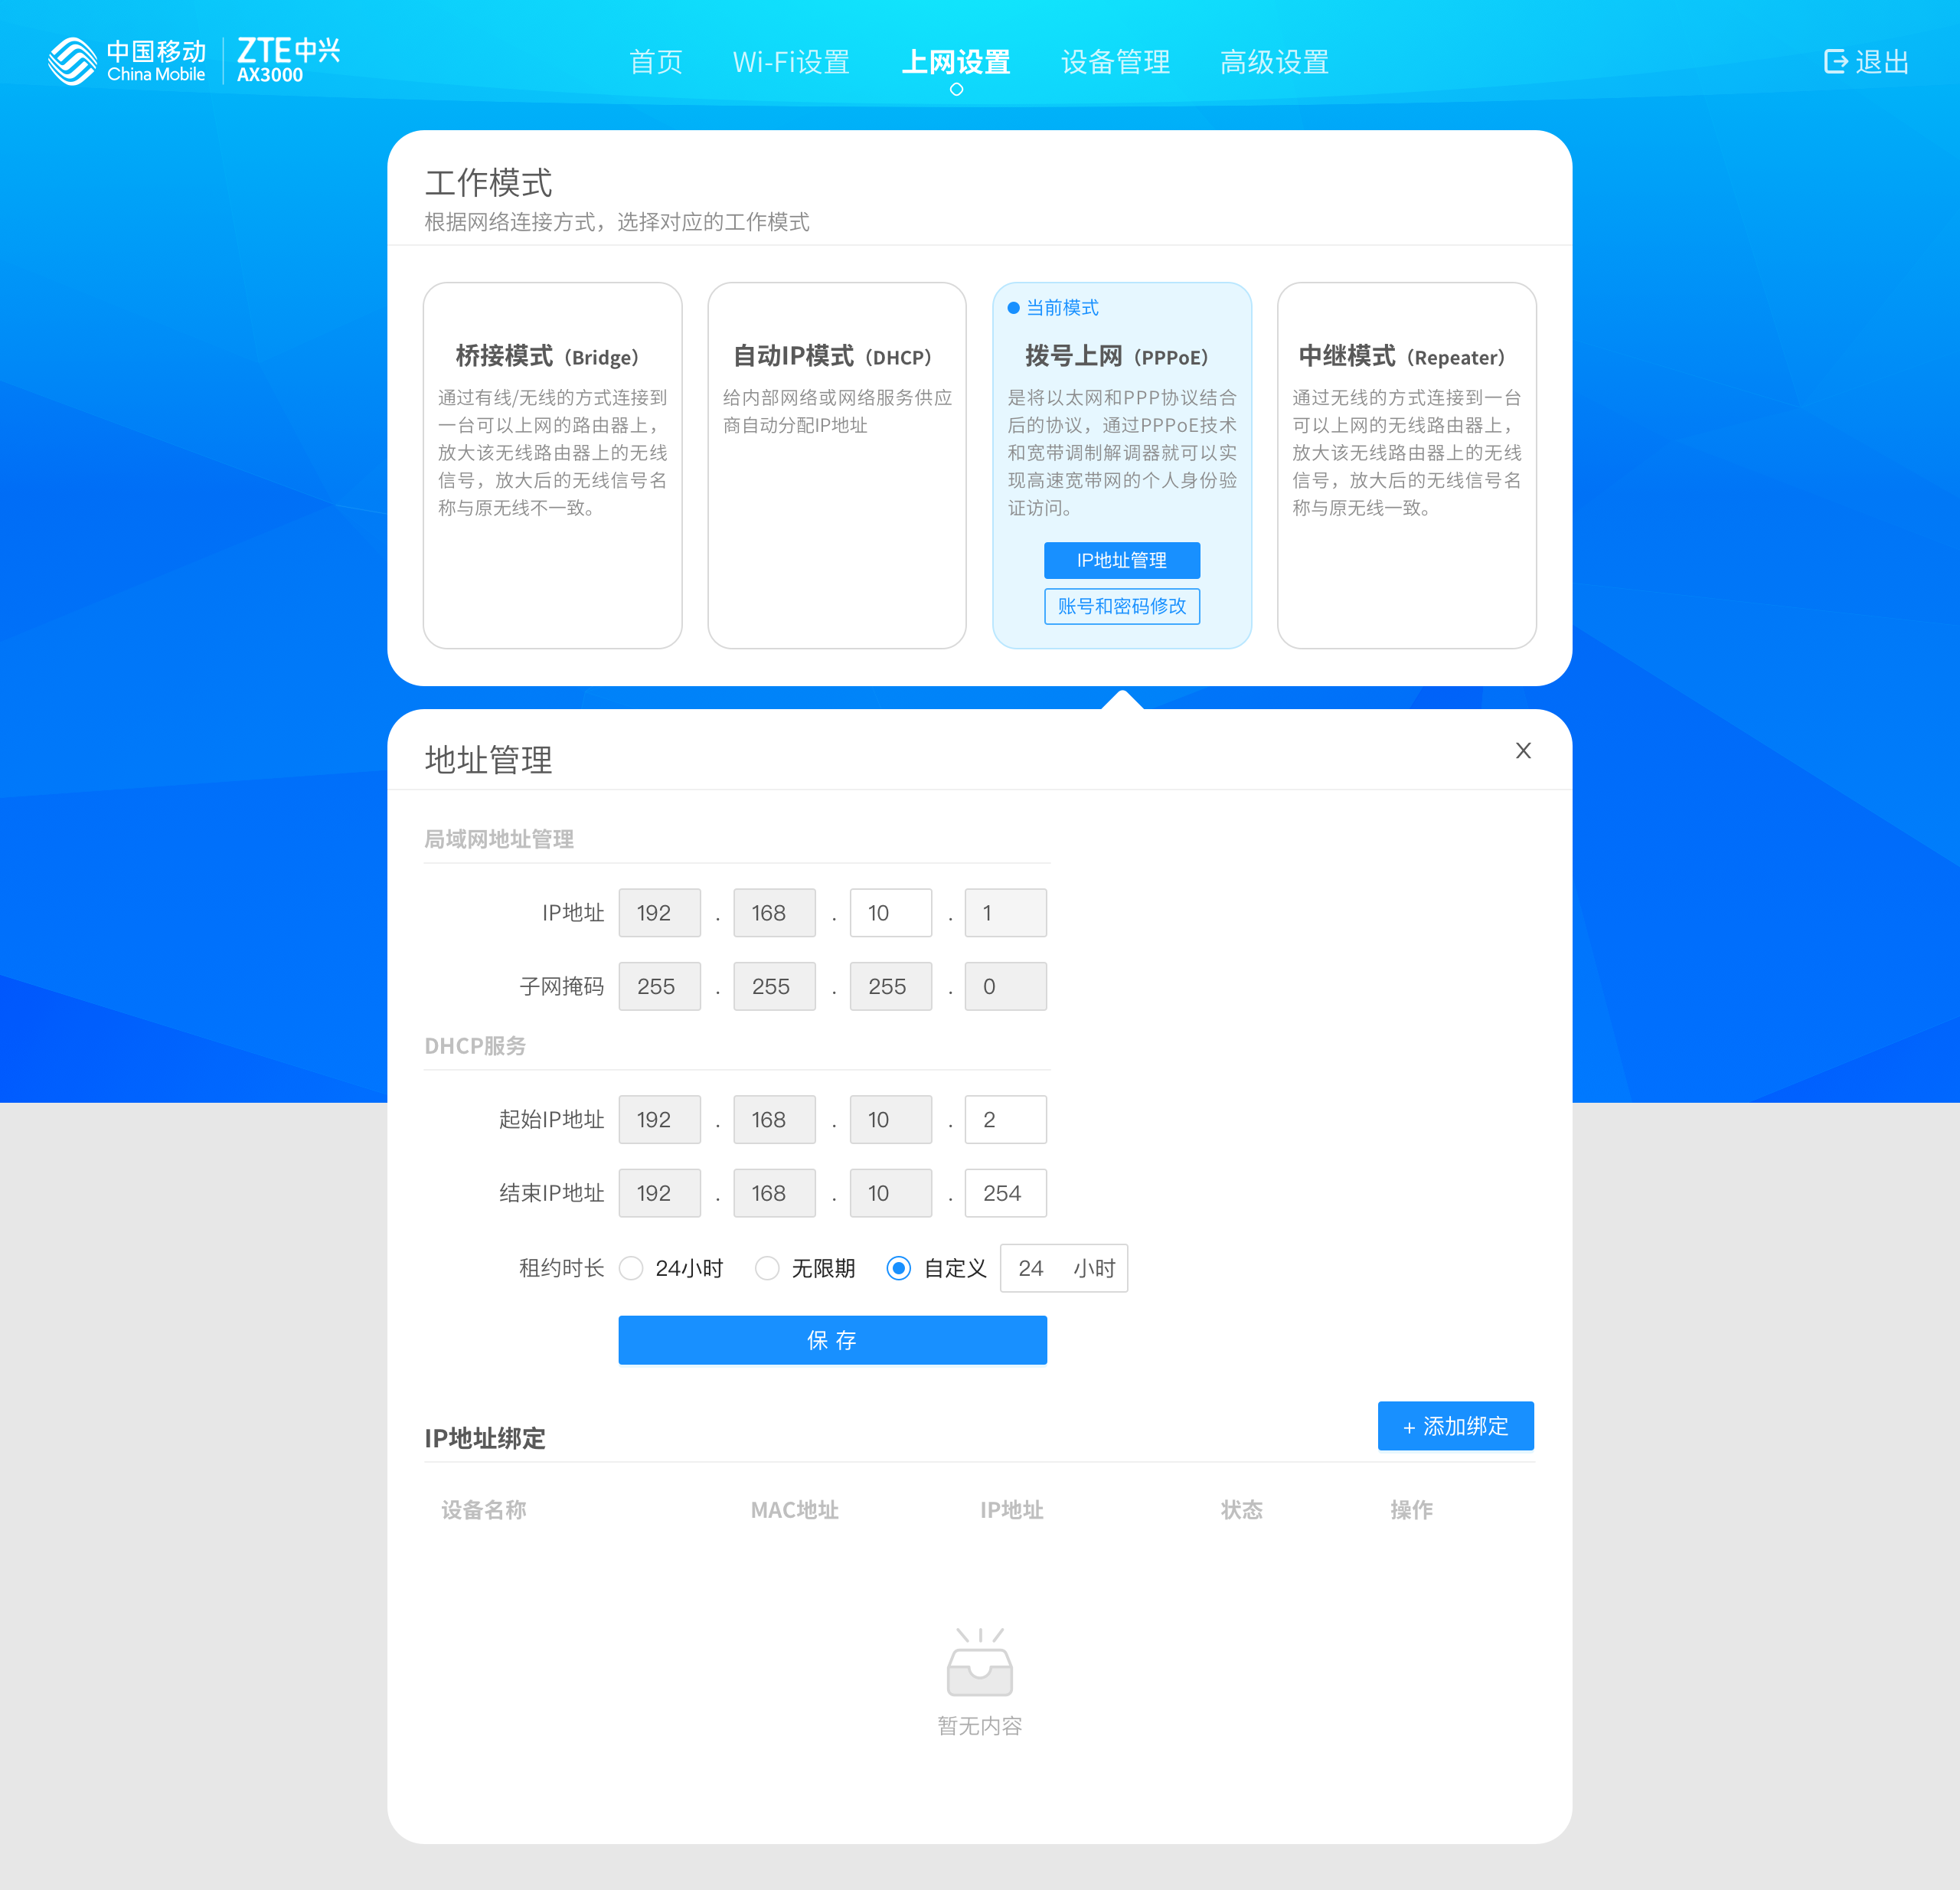 中国移动
China Mobile
ZTE中兴
AX3000
首页
Wi-Fi设置
上网设置
设备管理
高级设置
退出
工作模式
根据网络连接方式，选择对应的工作模式
桥接模式（Bridge）
通过有线/无线的方式连接到
一台可以上网的路由器上，
放大该无线路由器上的无线
信号，放大后的无线信号名
称与原无线不一致。
自动IP模式（DHCP）
给内部网络或网络服务供应
商自动分配IP地址
当前模式
拨号上网（PPPoE）
是将以太网和PPP协议结合
后的协议，通过PPPoE技术
和宽带调制解调器就可以实
现高速宽带网的个人身份验
证访问。
IP地址管理
账号和密码修改
中继模式（Repeater）
通过无线的方式连接到一台
可以上网的无线路由器上，
放大该无线路由器上的无线
信号，放大后的无线信号名
称与原无线一致。
地址管理
X
局域网地址管理
IP地址 192 . 168 . 10 . 1
子网掩码 255 . 255 . 255 . 0
DHCP服务
起始IP地址 192 . 168 . 10 . 2
结束IP地址 192 . 168 . 10 . 254
租约时长 24小时 无限期 自定义 24 小时
保 存
IP地址绑定
+ 添加绑定
设备名称 MAC地址 IP地址 状态 操作
暂无内容